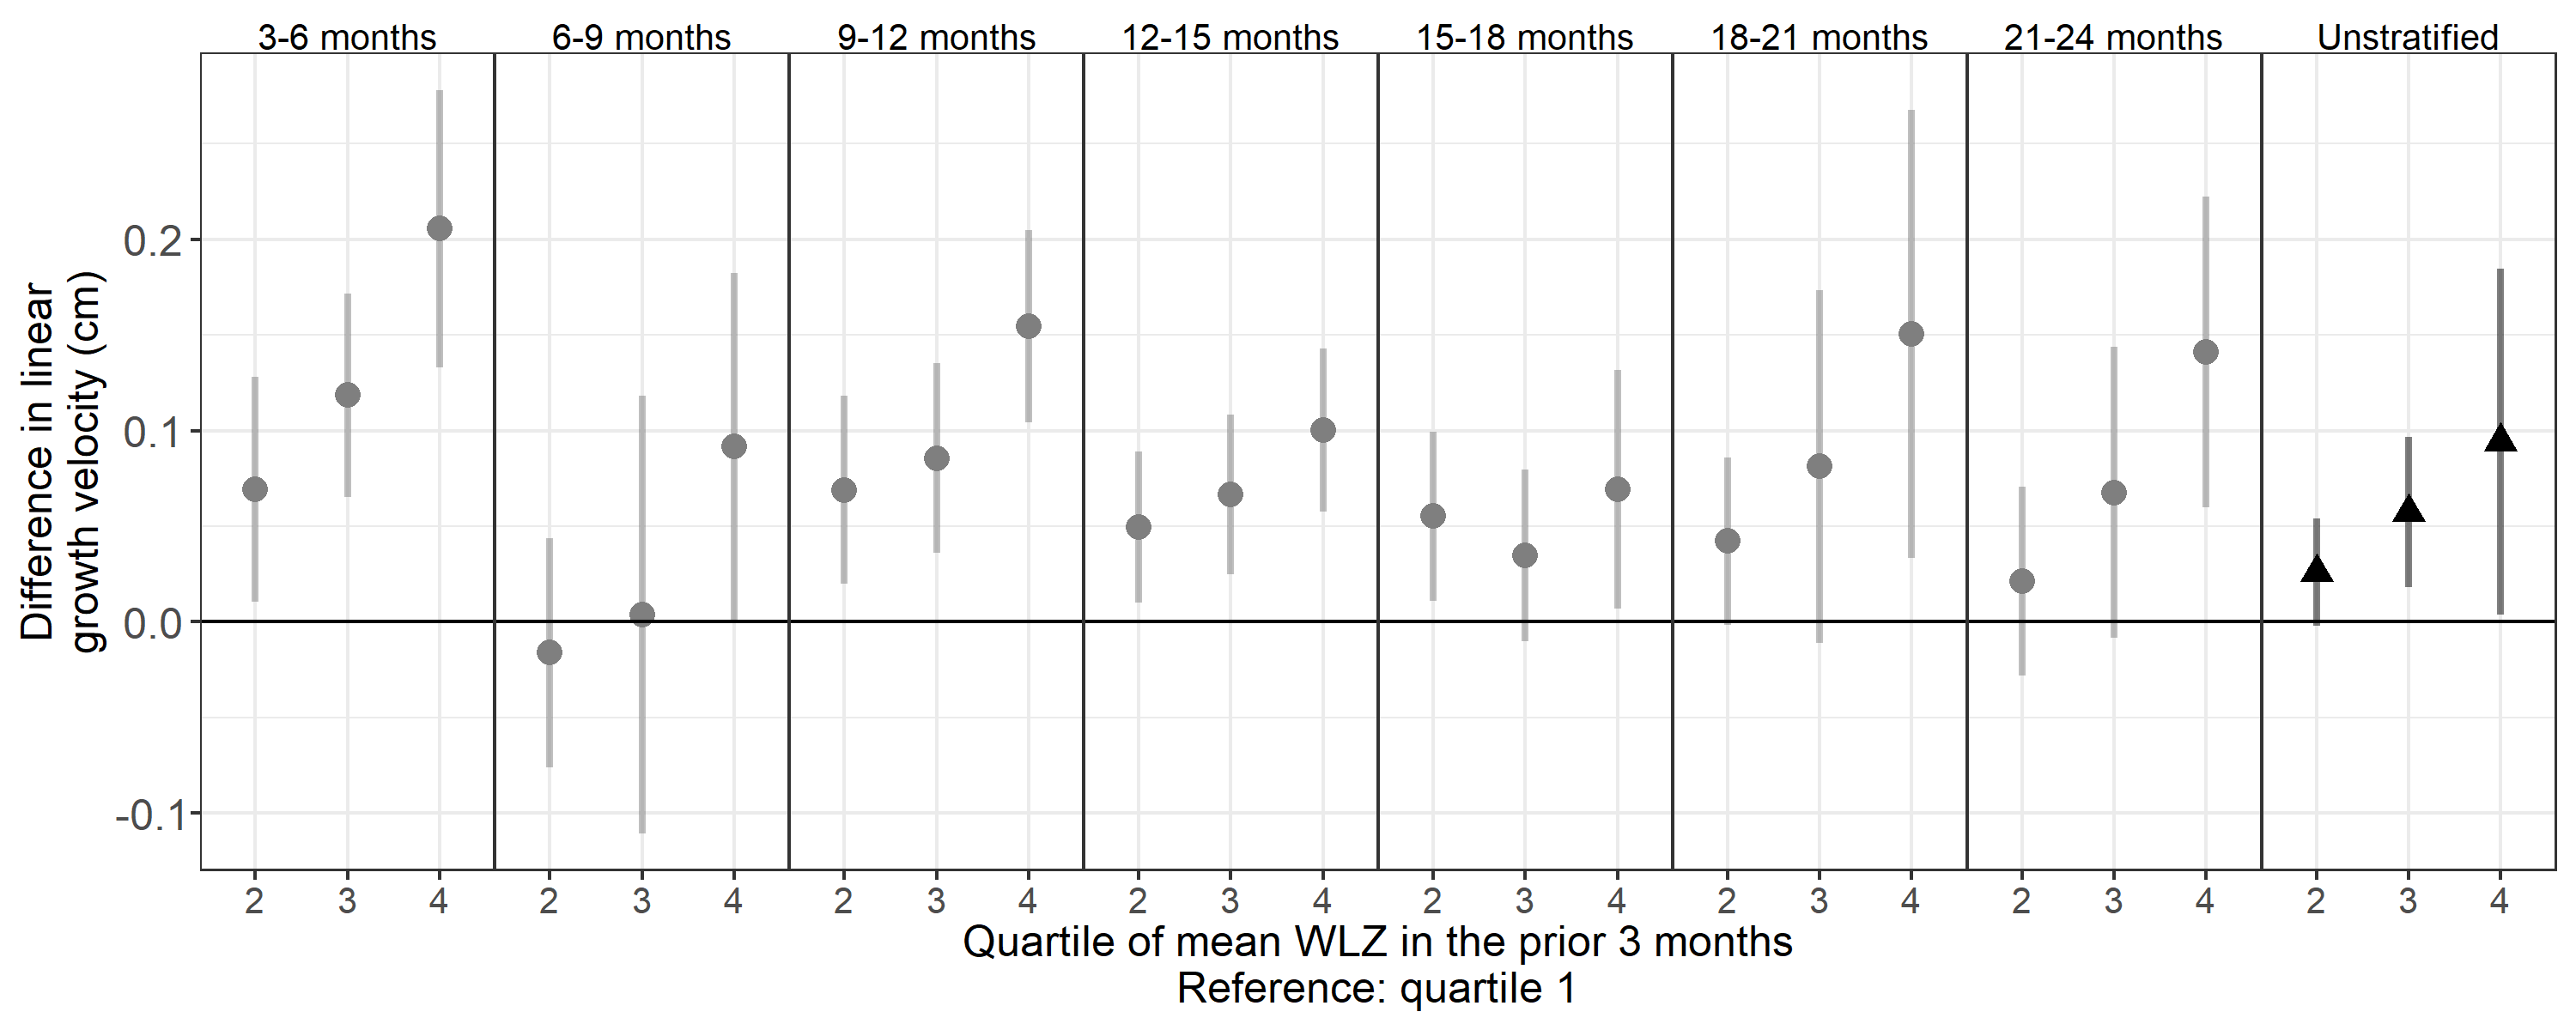 3-6 months 6-9 months 9-12 months 12-15 months 15-18 months 18-21 months 21-24 months Unstratified
Difference in linear
growth velocity (cm)
0.2
0.1
0.0
-0.1
2 3 4 2 3 4 2 3 4 2 3 4 2 3 4 2 3 4 2 3 4 2 3 4
Quartile of mean WLZ in the prior 3 months
Reference: quartile 1